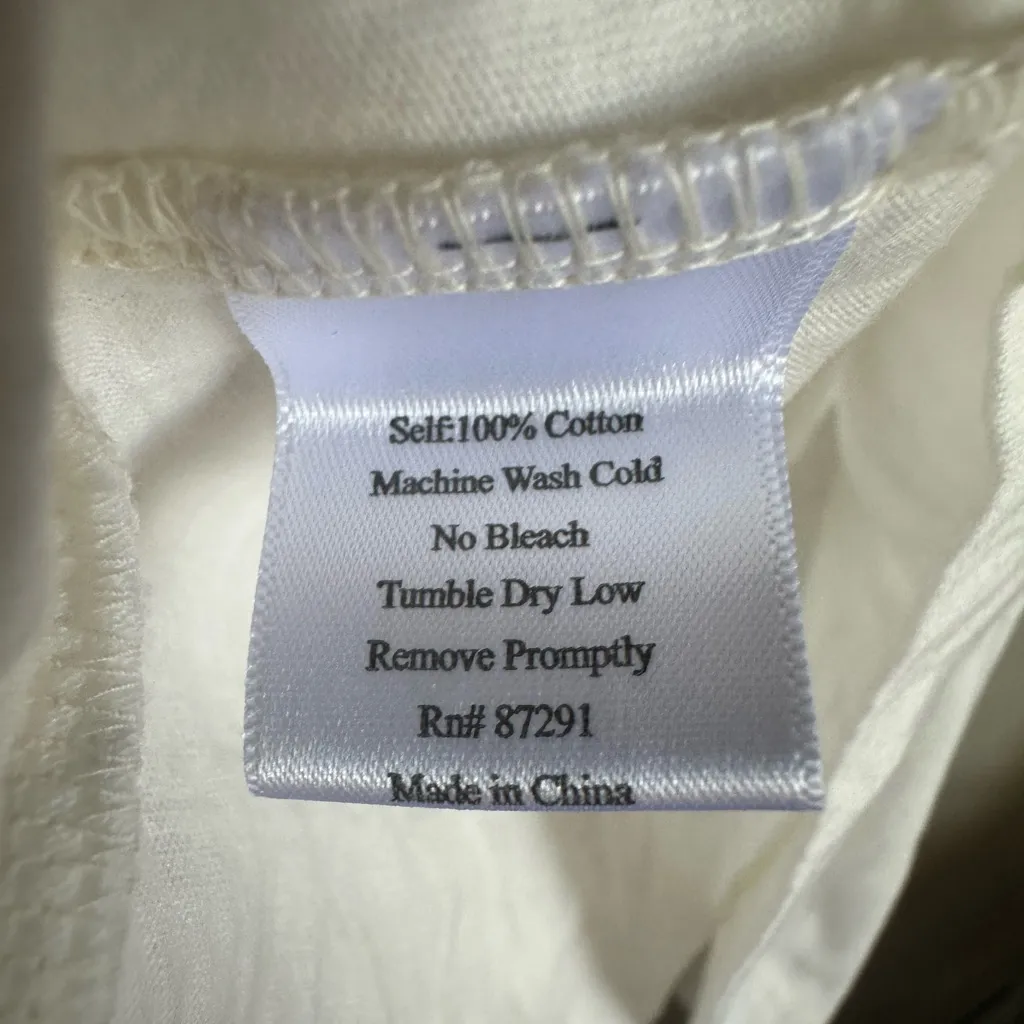 Self:100% Cotton
Machine Wash Cold
No Bleach
Tumble Dry Low
Remove Promptly
Rn# 87291
Made in China